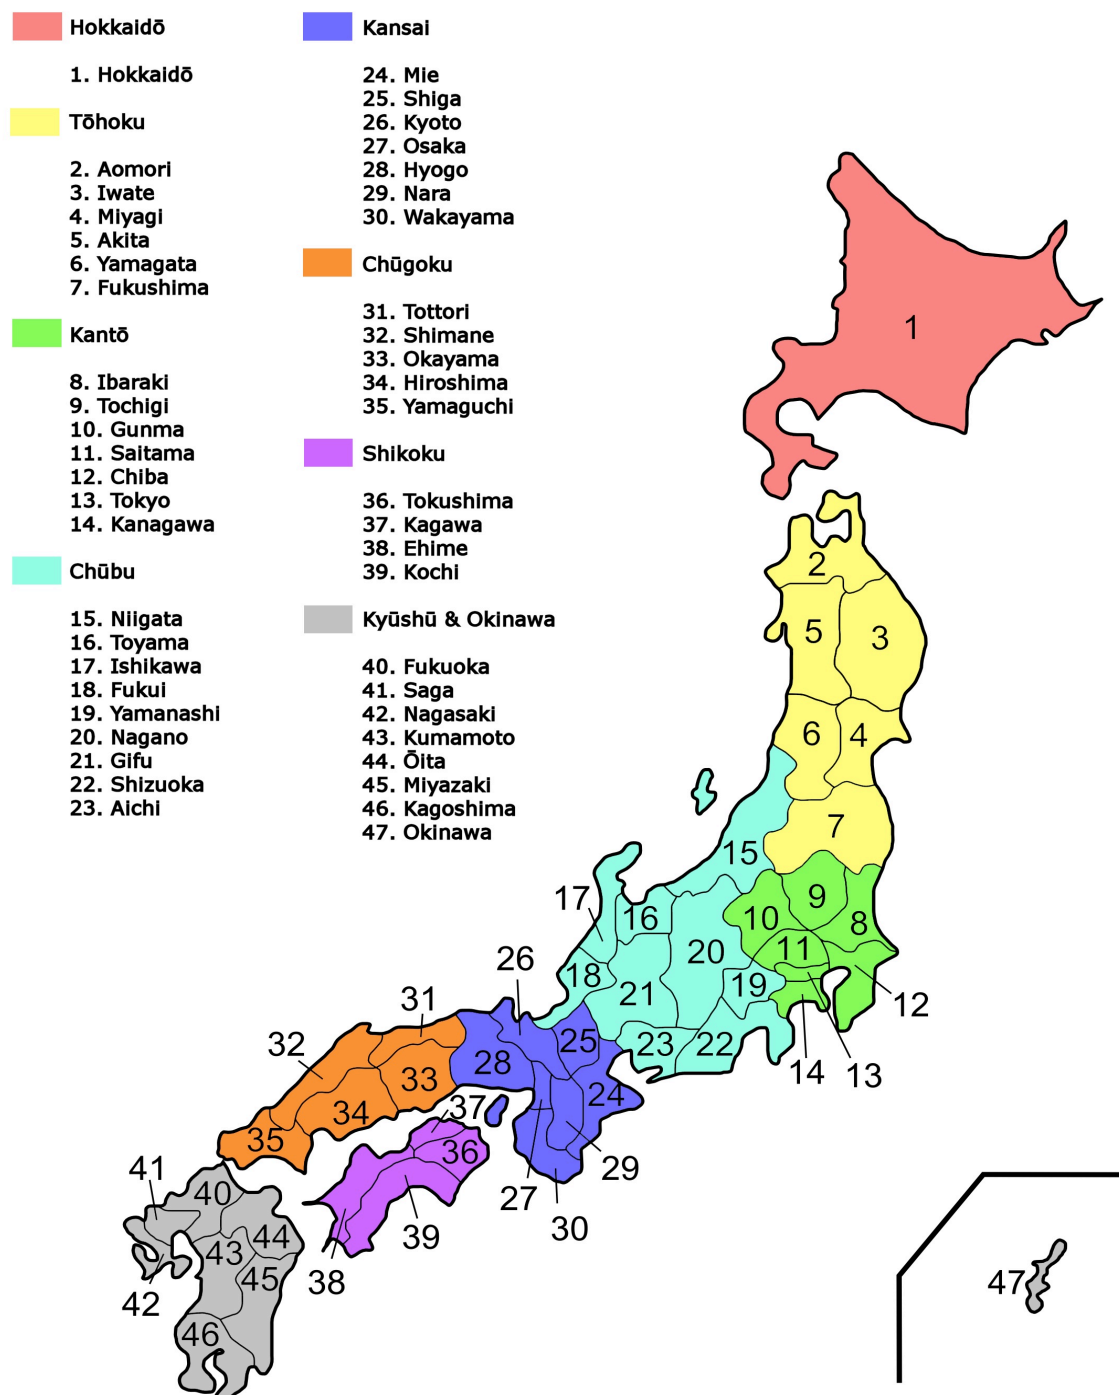 Hokkaidō
1. Hokkaidō
Tōhoku
2. Aomori
3. Iwate
4. Miyagi
5. Akita
6. Yamagata
7. Fukushima
Kantō
8. Ibaraki
9. Tochigi
10. Gunma
11. Saitama
12. Chiba
13. Tokyo
14. Kanagawa
Chūbu
15. Niigata
16. Toyama
17. Ishikawa
18. Fukui
19. Yamanashi
20. Nagano
21. Gifu
22. Shizuoka
23. Aichi
Kansai
24. Mie
25. Shiga
26. Kyoto
27. Osaka
28. Hyogo
29. Nara
30. Wakayama
Chūgoku
31. Tottori
32. Shimane
33. Okayama
34. Hiroshima
35. Yamaguchi
Shikoku
36. Tokushima
37. Kagawa
38. Ehime
39. Kochi
Kyūshū & Okinawa
40. Fukuoka
41. Saga
42. Nagasaki
43. Kumamoto
44. Ōita
45. Miyazaki
46. Kagoshima
47. Okinawa
1
2
5
3
6
4
7
15
17
16
10
9
8
26
18
21
20
11
19
12
31
32
28
25
23
22
14
13
33
34
37
24
35
36
41
40
27
29
30
39
44
43
45
42
38
46
47